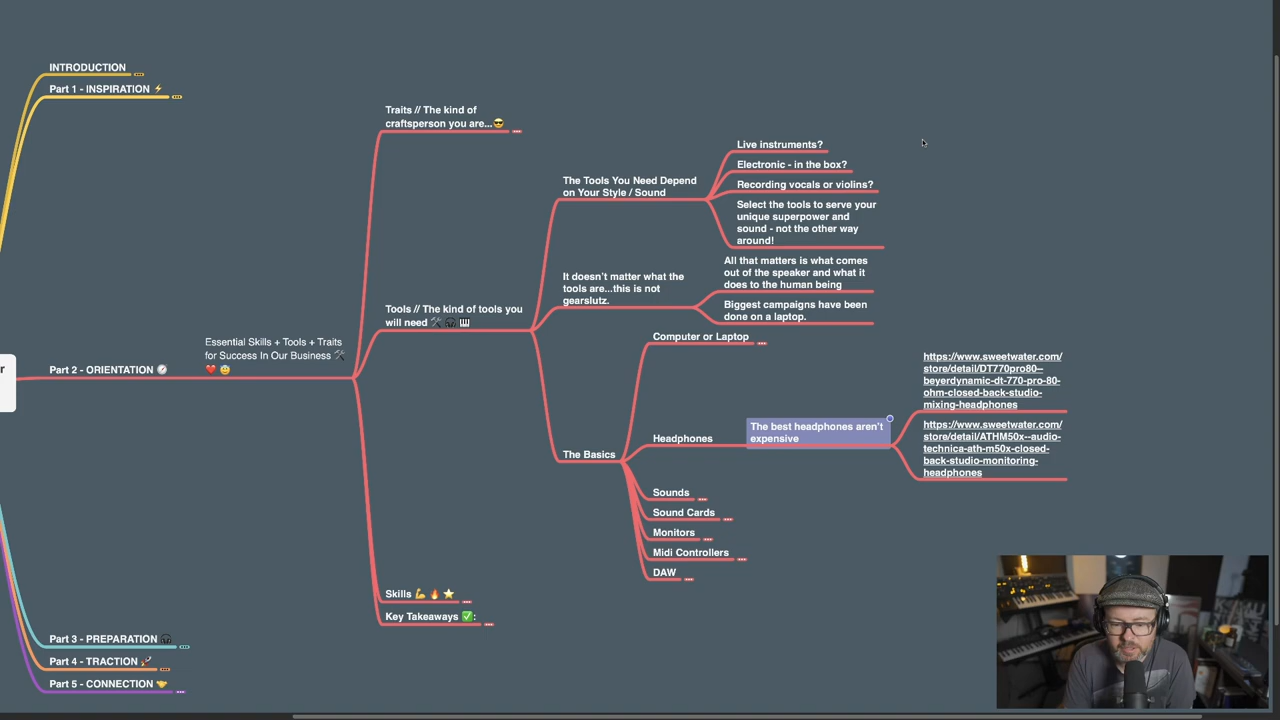 INTRODUCTION
Part 1 - INSPIRATION ⚡
Traits // The kind of
craftsperson you are...😎
Live instruments?
Electronic - in the box?
Recording vocals or violins?
Select the tools to serve your
unique superpower and
sound - not the other way
around!
The Tools You Need Depend
on Your Style / Sound
All that matters is what comes
out of the speaker and what it
does to the human being
Biggest campaigns have been
done on a laptop.
It doesn't matter what the
tools are...this is not
gearslutz.
Tools // The kind of tools you
will need 🛠 🎧 🎹
Essential Skills + Tools + Traits
for Success In Our Business 🛠
❤️ 😇
r
Part 2 - ORIENTATION 🧭
Computer or Laptop
https://www.sweetwater.com/
store/detail/DT770pro80--
beyerdynamic-dt-770-pro-80-
ohm-closed-back-studio-
mixing-headphones
The best headphones aren't
expensive
Headphones
https://www.sweetwater.com/
store/detail/ATHM50x--audio-
technica-ath-m50x-closed-
back-studio-monitoring-
headphones
The Basics
Sounds
Sound Cards
Monitors
Midi Controllers
DAW
Skills 💪 🔥 ⭐
Key Takeaways ✅:
Part 3 - PREPARATION 🎧
Part 4 - TRACTION 🚀
Part 5 - CONNECTION 🤝